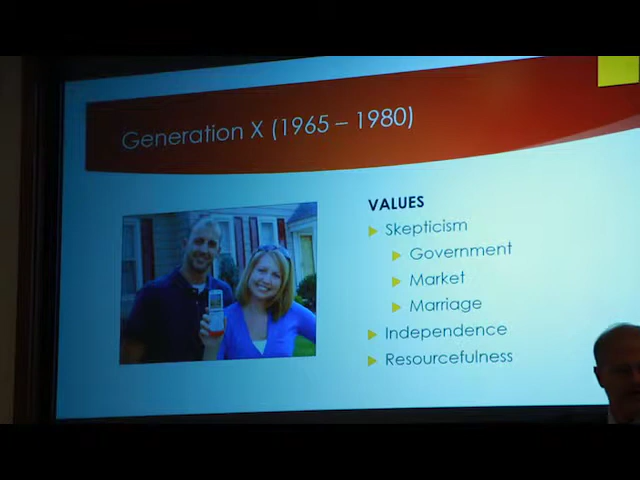 Generation X (1965 – 1980)
VALUES
Skepticism
Government
Market
Marriage
Independence
Resourcefulness